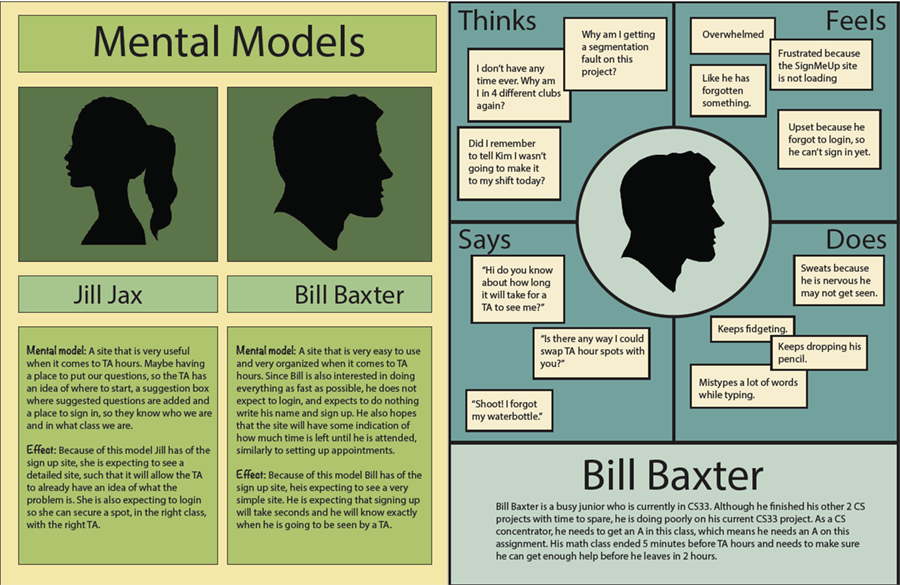 Mental Models
Jill Jax
Mental model: A site that is very useful
when it comes to TA hours. Maybe having
a place to put our questions, so the TA has
an idea of where to start, a suggestion box
where suggested questions are added and
a place to sign in, so they know who we are
and in what class we are.
Effect: Because of this model Jill has of the
sign up site, she is expecting to see a
detailed site, such that it will allow the TA
to already have an idea of what the
problem is. She is also expecting to login
so she can secure a spot, in the right class,
with the right TA.
Bill Baxter
Mental model: A site that is very easy to use
and very organized when it comes to TA
hours. Since Bill is also interested in doing
everything as fast as possible, he does not
expect to login, and expects to do nothing
write his name and sign up. He also hopes
that the site will have some indication of
how much time is left until he is attended,
similarly to setting up appointments.
Effect: Because of this model Bill has of the
sign up site, heis expecting to see a very
simple site. He is expecting that signing up
will take seconds and he will know exactly
when he is going to be seen by a TA.
Thinks
Why am I getting
a segmentation
fault on this
project?
I don't have any
time ever. Why am
I in 4 different clubs
again?
Did I remember
to tell Kim I wasn't
going to make it
to my shift today?
Feels
Overwhelmed
Frustrated because
the SignMeUp site
is not loading
Like he has
forgotten
something.
Upset because he
forgot to login, so
he can't sign in yet.
Says
"Hi do you know
about how long
it will take for a
TA to see me?"
"Is there any way I could
swap TA hour spots with
you?"
"Shoot! I forgot
my waterbottle."
Does
Sweats because
he is nervous he
may not get seen.
Keeps fidgeting.
Keeps dropping his
pencil.
Mistypes a lot of words
while typing.
Bill Baxter
Bill Baxter is a busy junior who is currently in CS33. Although he finished his other 2 CS
projects with time to spare, he is doing poorly on his current CS33 project. As a CS
concentrator, he needs to get an A in this class, which means he needs an A on this
assignment. His math class ended 5 minutes before TA hours and needs to make sure
he can get enough help before he leaves in 2 hours.